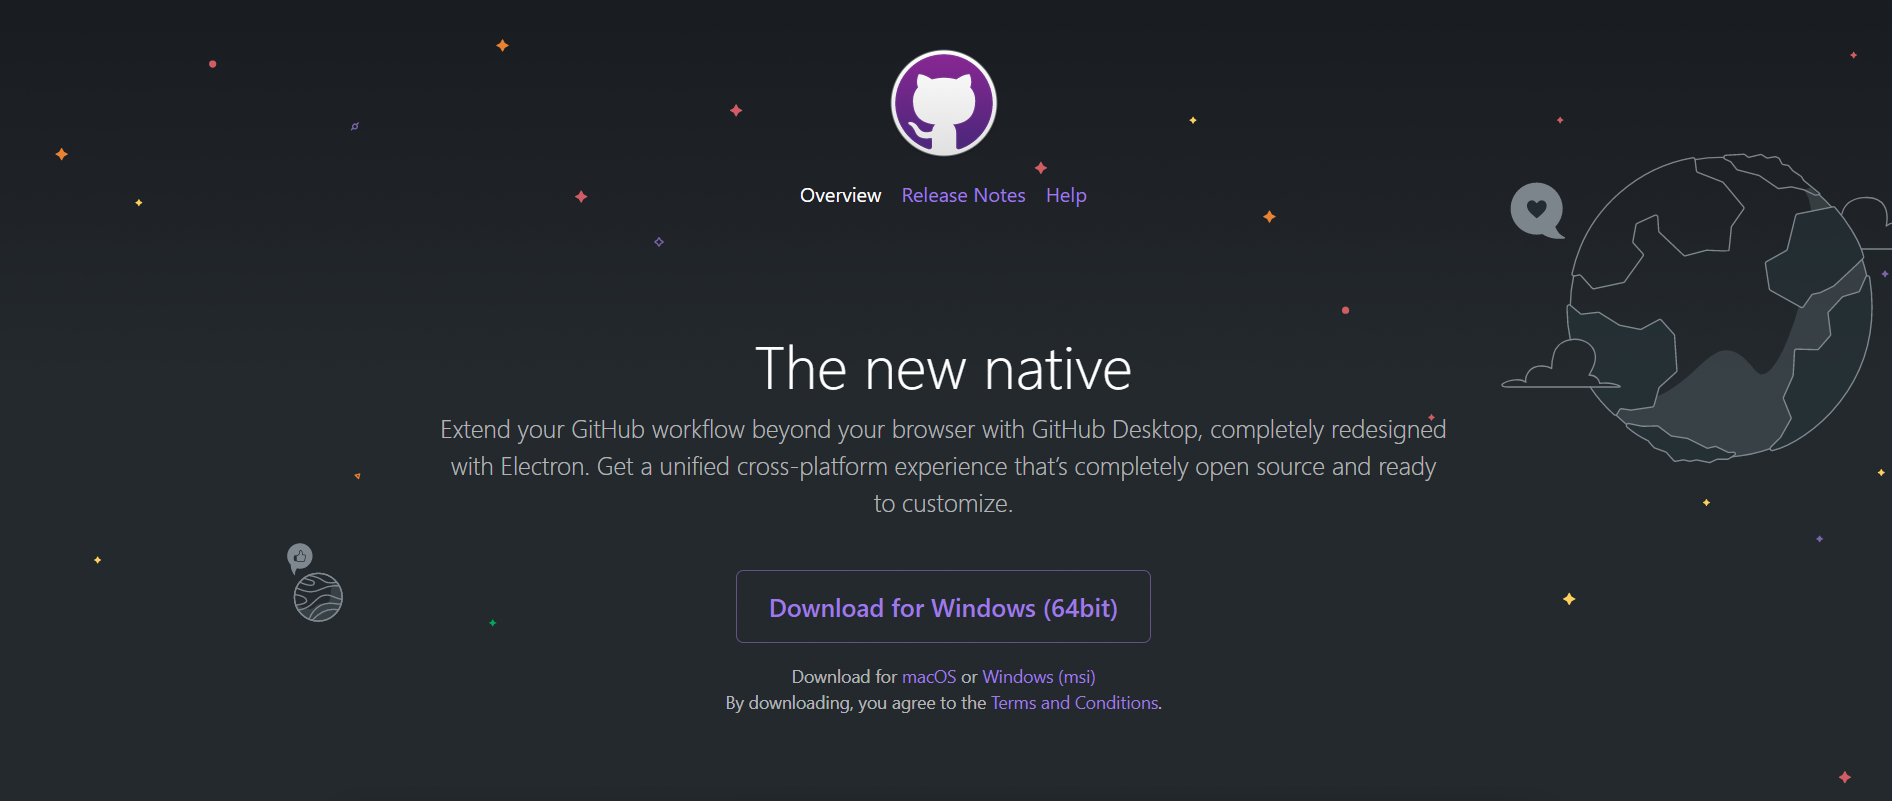 Overview Release Notes Help
The new native
Extend your GitHub workflow beyond your browser with GitHub Desktop, completely redesigned
with Electron. Get a unified cross-platform experience that’s completely open source and ready
to customize.
Download for Windows (64bit)
Download for macOS or Windows (msi)
By downloading, you agree to the Terms and Conditions.